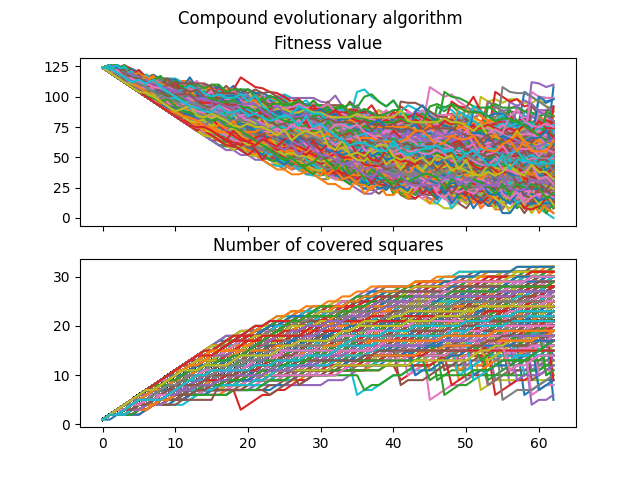 Compound evolutionary algorithm
Fitness value
125
100
75
50
25
0
Number of covered squares
30
20
10
0
0 10 20 30 40 50 60